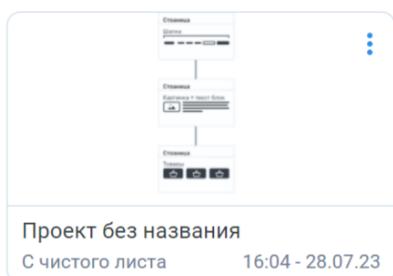 Страница
Шапка
Страница
Картинка + текст блок
Страница
Товары
Проект без названия
С чистого листа
16:04 - 28.07.23